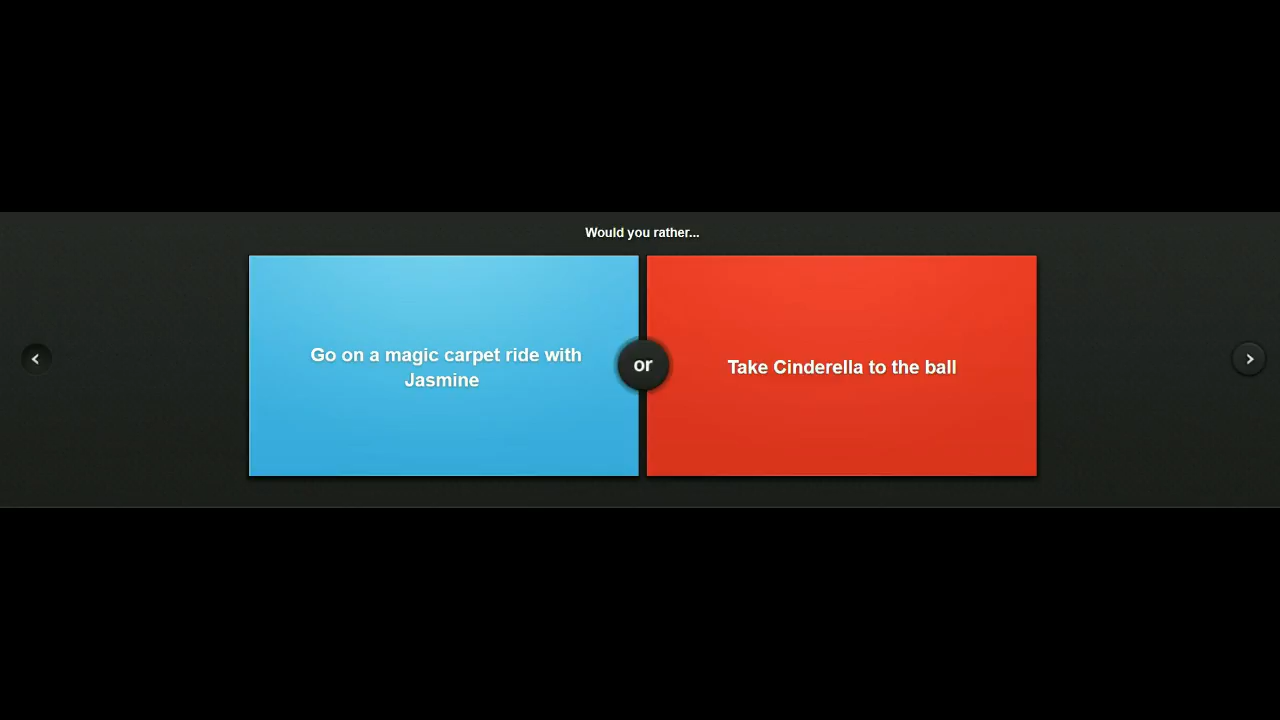 Would you rather...
Go on a magic carpet ride with
Jasmine
or
Take Cinderella to the ball